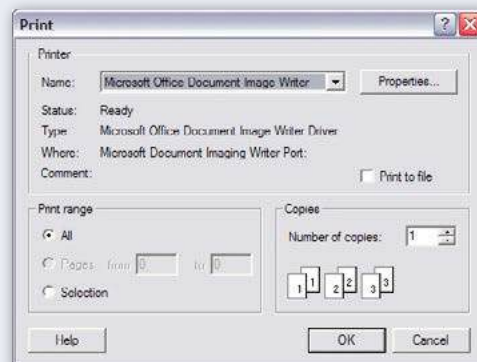 Print
Printer
Name: Microsoft Office Document Image Writer Properties...
Status: Ready
Type Microsoft Office Document Image Writer Driver
Where: Microsoft Document Imaging Writer Port:
Comment: Print to file
Print range
All
Pages from 0 to 0
Selection
Copies
Number of copies: 1
1 1 2 2 3 3
Help OK Cancel